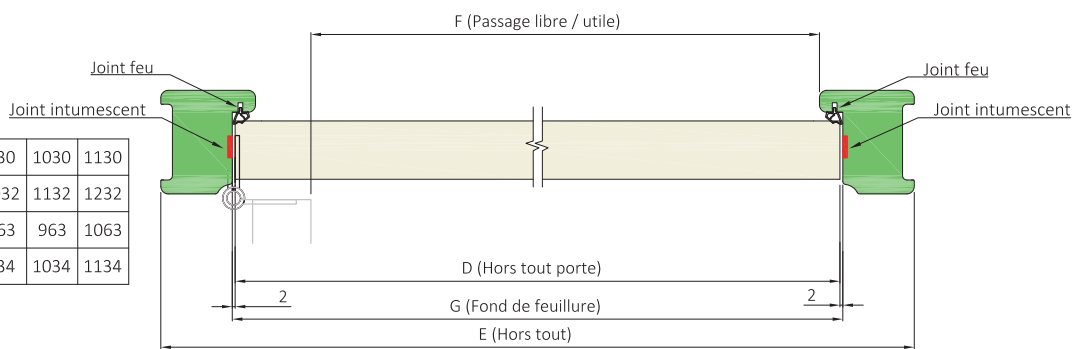 F (Passage libre / utile)
Joint feu
Joint feu
Joint intumescent
Joint intumescent
1030 1130
1132 1232
963 1063
1034 1134
D (Hors tout porte)
2
2
G (Fond de feuillure)
E (Hors tout)